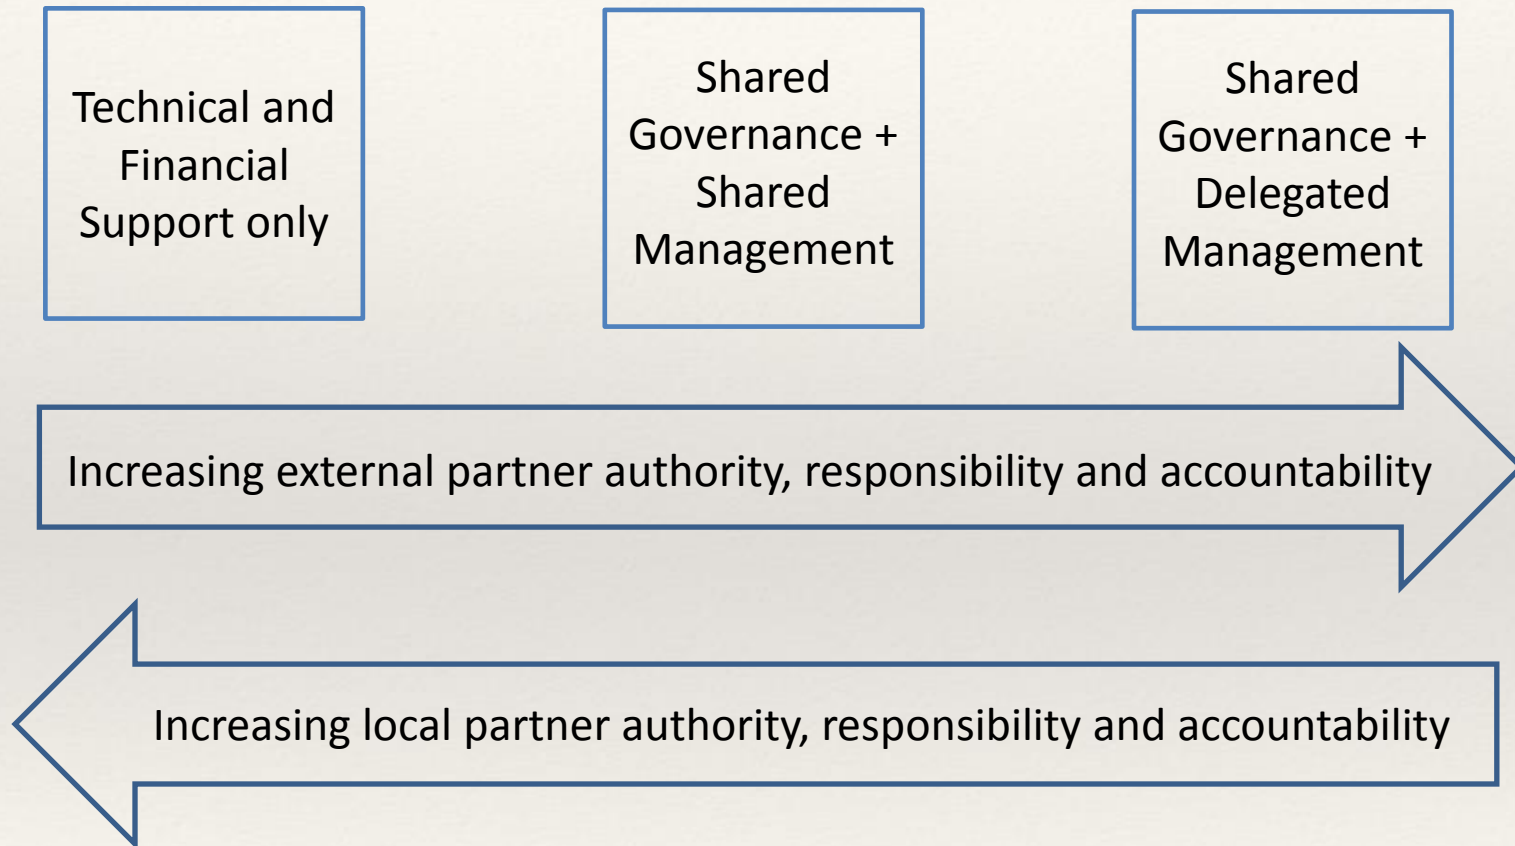 Technical and
Financial
Support only
Shared
Governance +
Shared
Management
Shared
Governance +
Delegated
Management
Increasing external partner authority, responsibility and accountability
Increasing local partner authority, responsibility and accountability